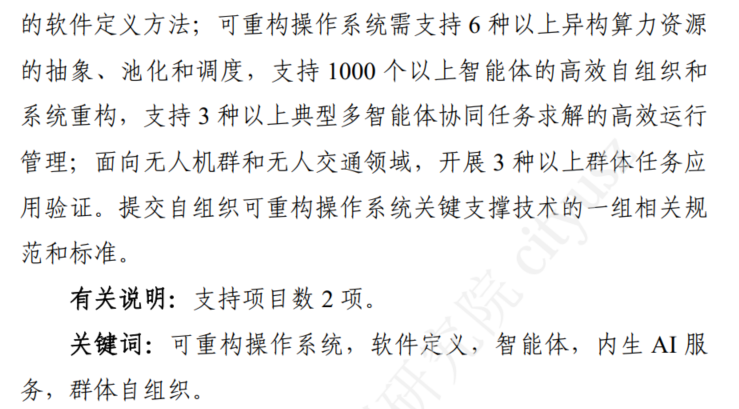 的软件定义方法；可重构操作系统需支持 6 种以上异构算力资源
的抽象、池化和调度，支持 1000 个以上智能体的高效自组织和
系统重构，支持 3 种以上典型多智能体协同任务求解的高效运行
管理；面向无人机群和无人交通领域，开展 3 种以上群体任务应
用验证。提交自组织可重构操作系统关键支撑技术的一组相关规
范和标准。
有关说明：支持项目数 2 项。
关键词：可重构操作系统，软件定义，智能体，内生 AI 服
务，群体自组织。
研究院 cityusz